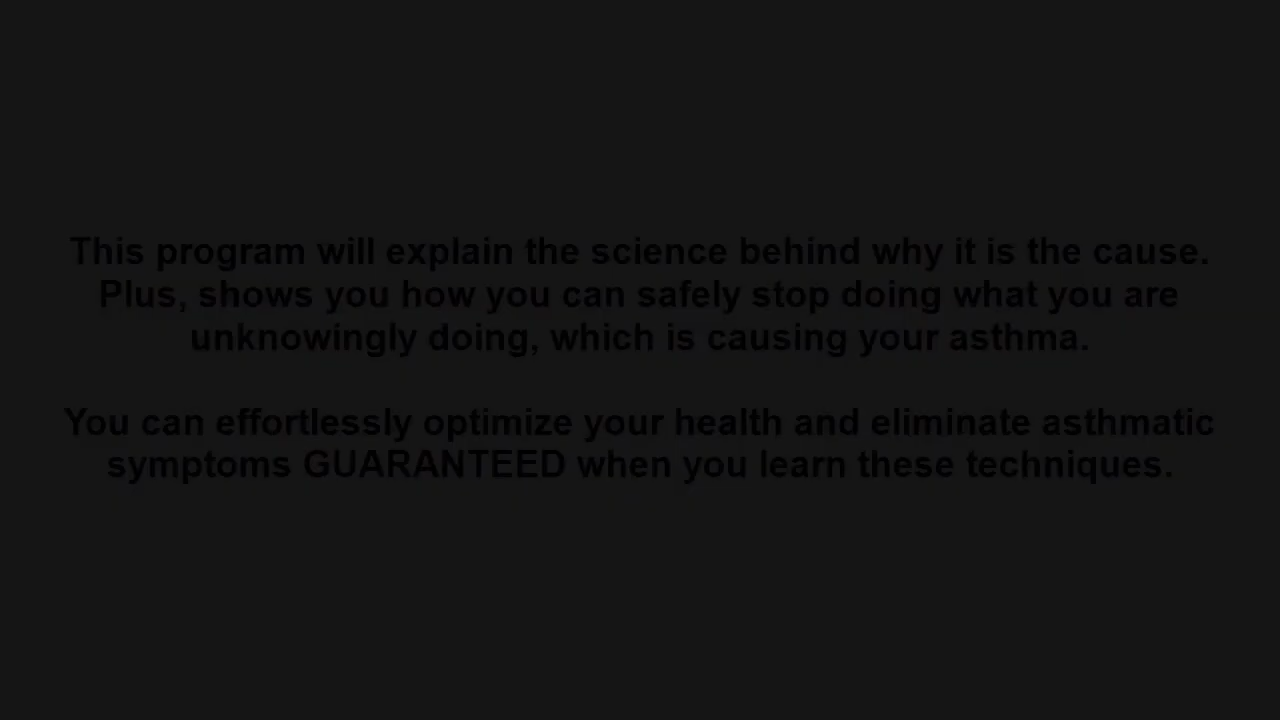 This program will explain the science behind why it is the cause.
Plus, shows you how you can safely stop doing what you are
unknowingly doing, which is causing your asthma.
You can effortlessly optimize your health and eliminate asthmatic
symptoms GUARANTEED when you learn these techniques.